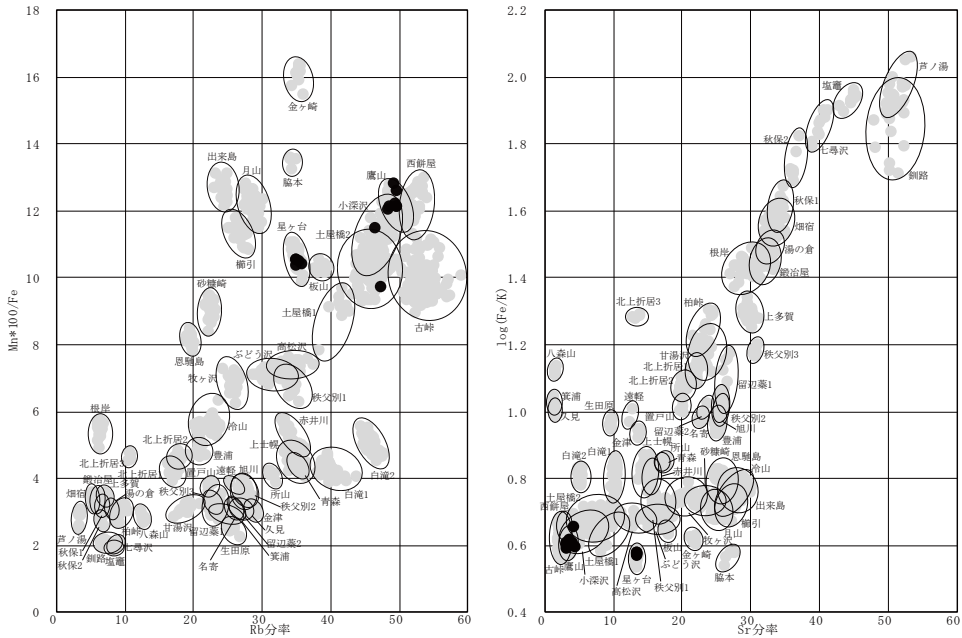 18
16
14
12
10
8
6
4
2
0
Mn*100/Fe
0
10
20
30
40
50
60
Rb分率
金ヶ崎
出来島
月山
脇本
鷹山
西餅屋
小深沢
星ヶ台
土屋橋2
櫛引
板山
砂糠崎
土屋橋1
古峠
恩馳島
ぶどう沢
高松沢
牧ヶ沢
秩父別1
根岸
冷山
赤井川
北上折居2
上士幌
豊浦
北上折居3
鍛冶屋
上多賀
北上折居1
置戸山
遠軽
旭川
白滝2
畑宿
湯の倉
秩父別3
所山
青森
白滝1
秩父別2
金津
久見
柏峠
八森山
甘湯沢
留辺蘂1
芦ノ湯
秋保1
秋保2
釧路
塩竈
七尋沢
生田原
名寄
留辺蘂2
箕浦
2.2
2.0
1.8
1.6
1.4
1.2
1.0
0.8
0.6
0.4
log(Fe/K)
0
10
20
30
40
50
60
Sr分率
芦ノ湯
塩竈
秋保2
七尋沢
釧路
秋保1
畑宿
湯の倉
根岸
鍛冶屋
北上折居3
柏峠
上多賀
八森山
甘湯沢
秩父別3
北上折居1
北上折居2
箕浦
久見
生田原
遠軽
留辺蘂1
置戸山
秩父別2
旭川
金津
上士幌
留辺蘂2
名寄
豊浦
白滝2
白滝1
所山
青森
砂糠崎
恩馳島
赤井川
冷山
土屋橋2
西餅屋
出来島
櫛引
月山
牧ヶ沢
板山
金ヶ崎
ぶどう沢
脇本
古峠
鷹山
土屋橋1
小深沢
星ヶ台
高松沢
秩父別1